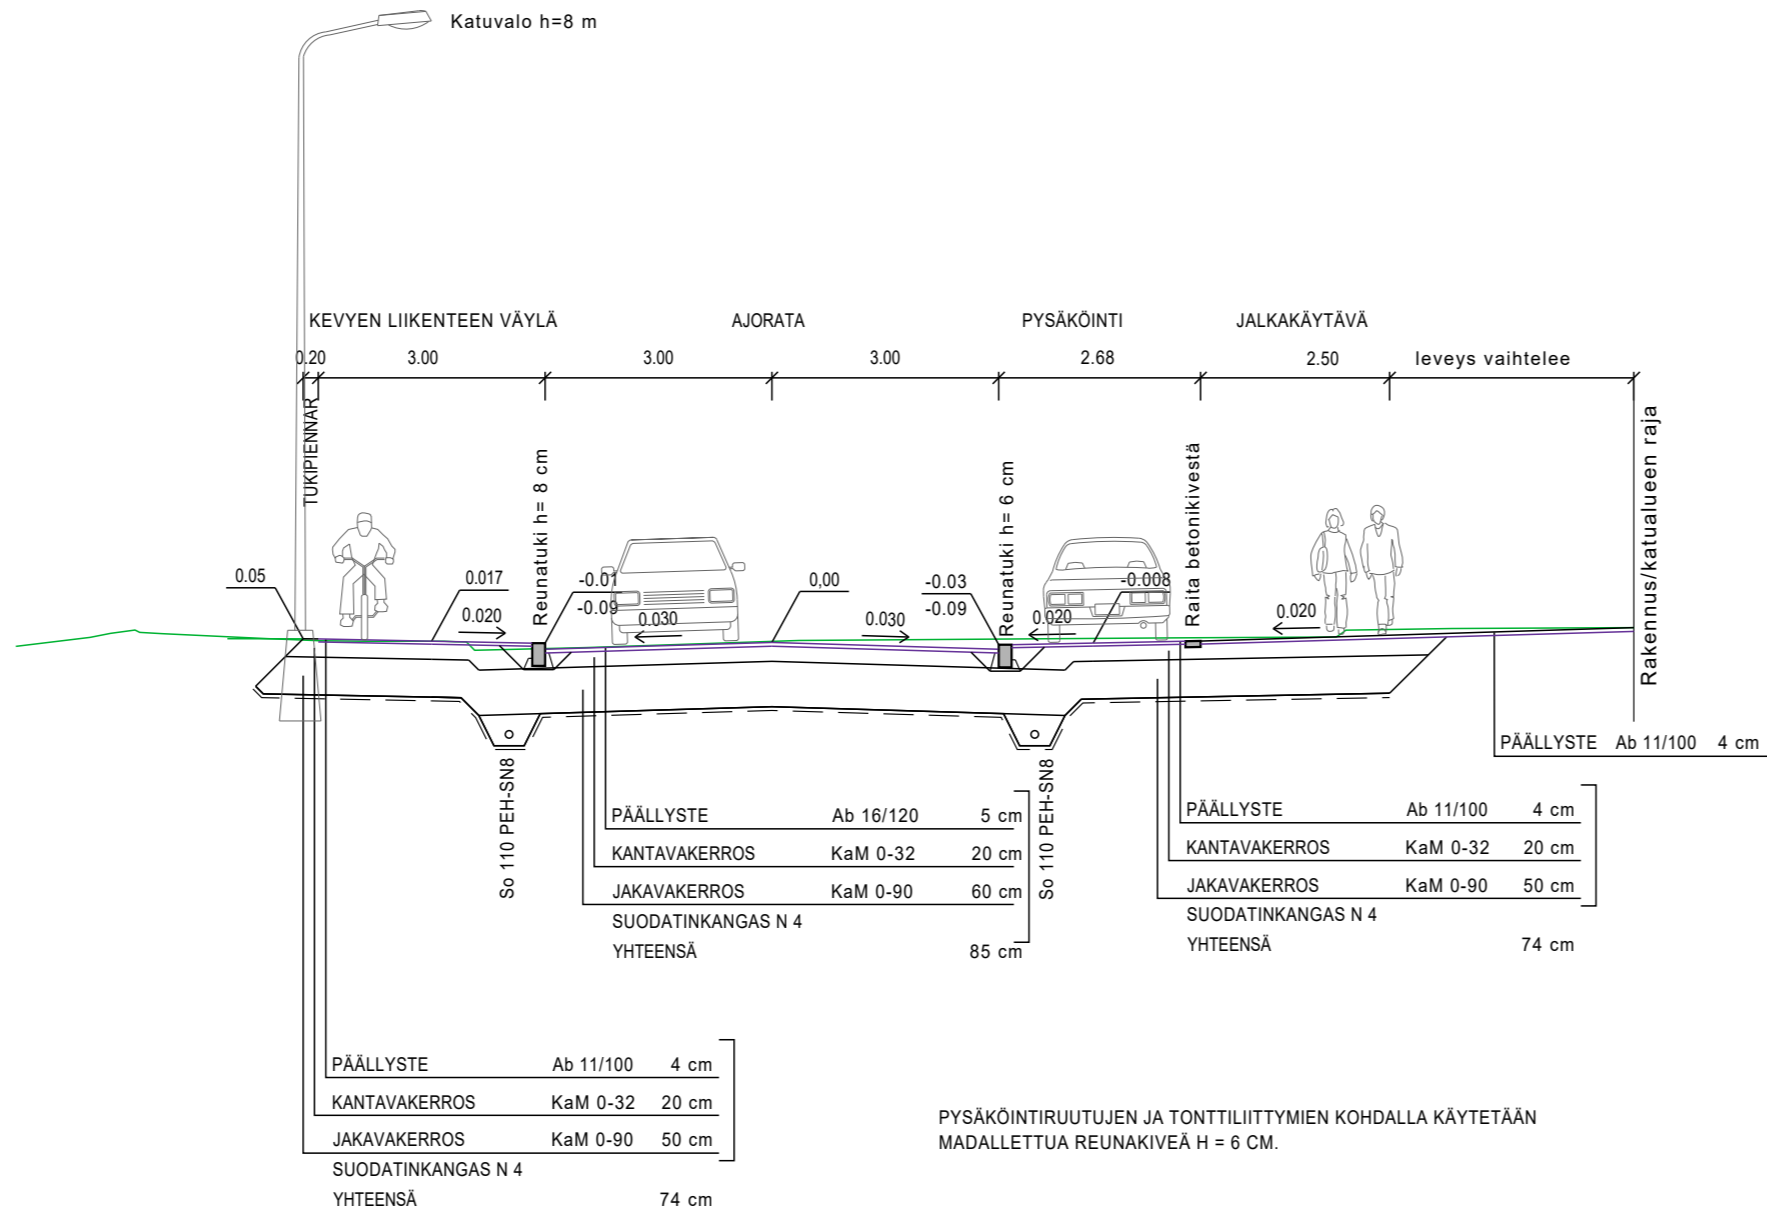 Katuvalo h=8 m
KEVYEN LIIKENTEEN VÄYLÄ
AJORATA
PYSÄKÖINTI
JALKAKÄYTÄVÄ
0.20
3.00
3.00
3.00
2.68
2.50
leveys vaihtelee
TUKIPIENNAR
Reunatuki h= 8 cm
Reunatuki h= 6 cm
Raita betonikivestä
Rakennus/katualueen raja
0.05
0.017
-0.01
0,00
-0.03
-0.008
0.020
-0.09
0.030
0.030
-0.09
0.020
0.020
So 110 PEH-SN8
So 110 PEH-SN8
PÄÄLLYSTE Ab 11/100 4 cm
PÄÄLLYSTE Ab 16/120 5 cm
KANTAVAKERROS KaM 0-32 20 cm
JAKAVAKERROS KaM 0-90 60 cm
SUODATINKANGAS N 4
YHTEENSÄ 85 cm
PÄÄLLYSTE Ab 11/100 4 cm
KANTAVAKERROS KaM 0-32 20 cm
JAKAVAKERROS KaM 0-90 50 cm
SUODATINKANGAS N 4
YHTEENSÄ 74 cm
PÄÄLLYSTE Ab 11/100 4 cm
KANTAVAKERROS KaM 0-32 20 cm
JAKAVAKERROS KaM 0-90 50 cm
SUODATINKANGAS N 4
YHTEENSÄ 74 cm
PYSÄKÖINTIRUUTUJEN JA TONTTILIITTYMIEN KOHDALLA KÄYTETÄÄN
MADALLETTUA REUNAKIVEÄ H = 6 CM.